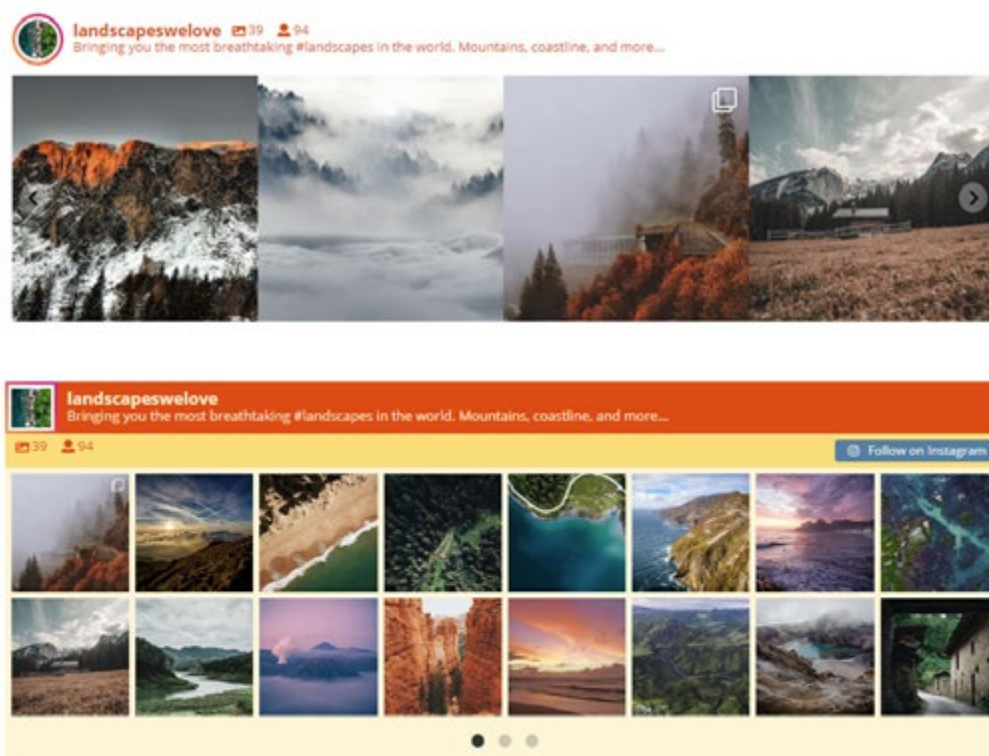 landscapeswelove 39 94
Bringing you the most breathtaking #landscapes in the world. Mountains, coastline, and more...
landscapeswelove
Bringing you the most breathtaking #landscapes in the world. Mountains, coastline, and more...
39 94 Follow on Instagram